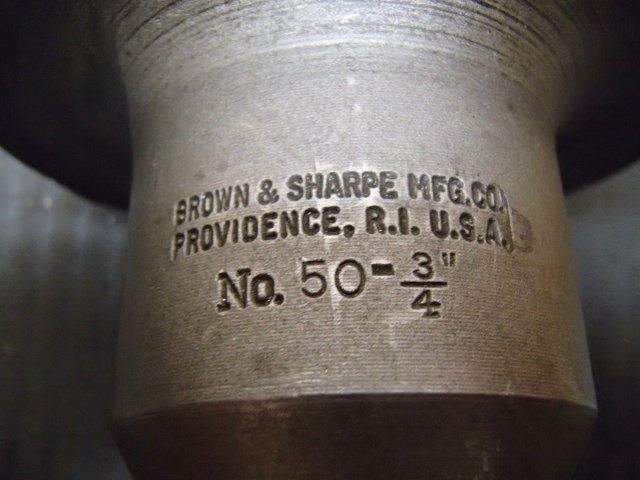 BROWN & SHARPE MFG.CO.
PROVIDENCE, R.I. U.S.A.
No. 50-3/4"